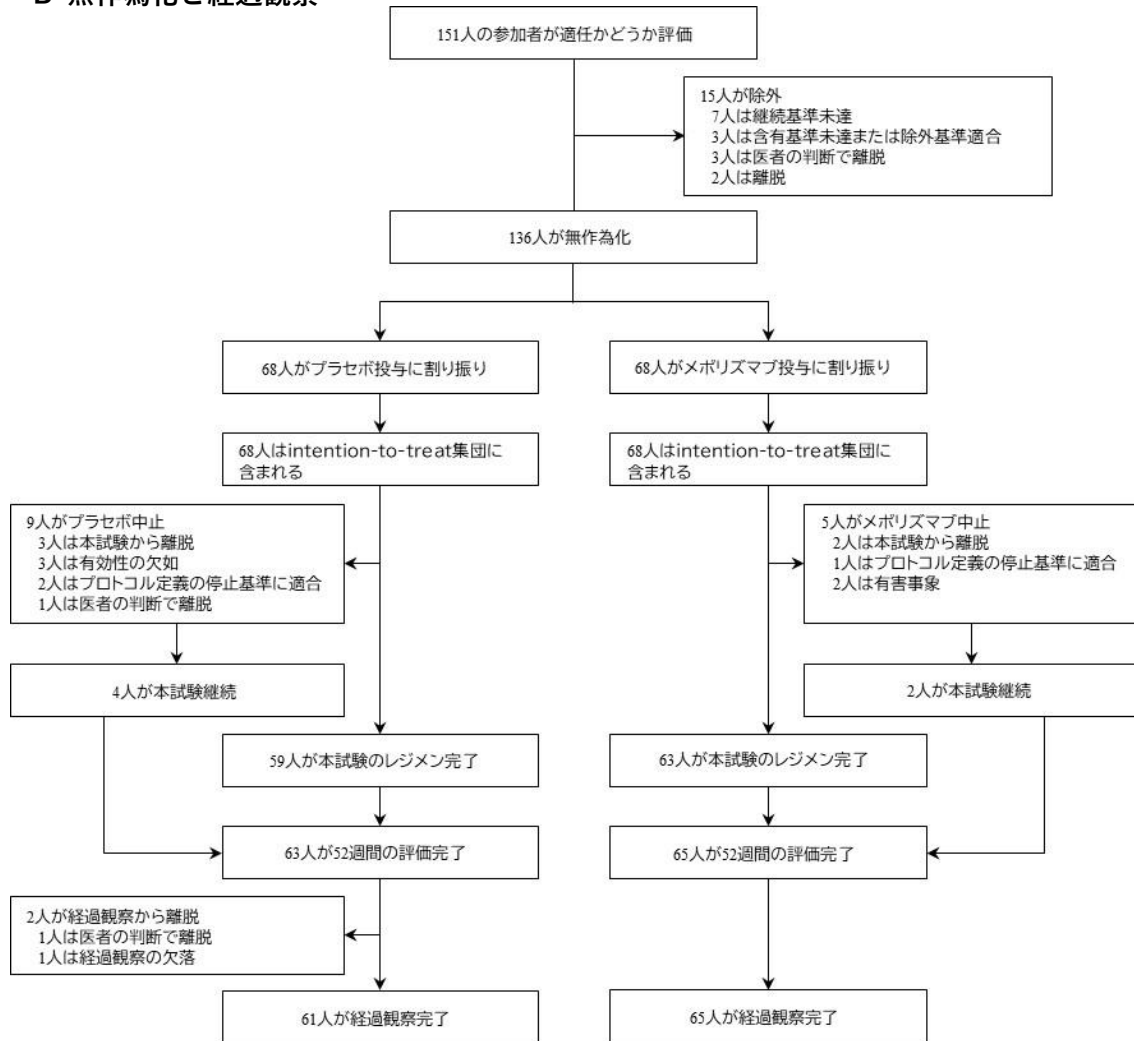 151人の参加者が適任かどうか評価
15人が除外
7人は継続基準未達
3人は含有基準未達または除外基準適合
3人は医者の判断で離脱
2人は離脱
136人が無作為化
68人がプラセボ投与に割り振り
68人がメポリズマブ投与に割り振り
68人はintention-to-treat集団に
含まれる
68人はintention-to-treat集団に
含まれる
9人がプラセボ中止
3人は本試験から離脱
3人は有効性の欠如
2人はプロトコル定義の停止基準に適合
1人は医者の判断で離脱
5人がメポリズマブ中止
2人は本試験から離脱
1人はプロトコル定義の停止基準に適合
2人は有害事象
4人が本試験継続
2人が本試験継続
59人が本試験のレジメン完了
63人が本試験のレジメン完了
63人が52週間の評価完了
65人が52週間の評価完了
2人が経過観察から離脱
1人は医者の判断で離脱
1人は経過観察の欠落
61人が経過観察完了
65人が経過観察完了